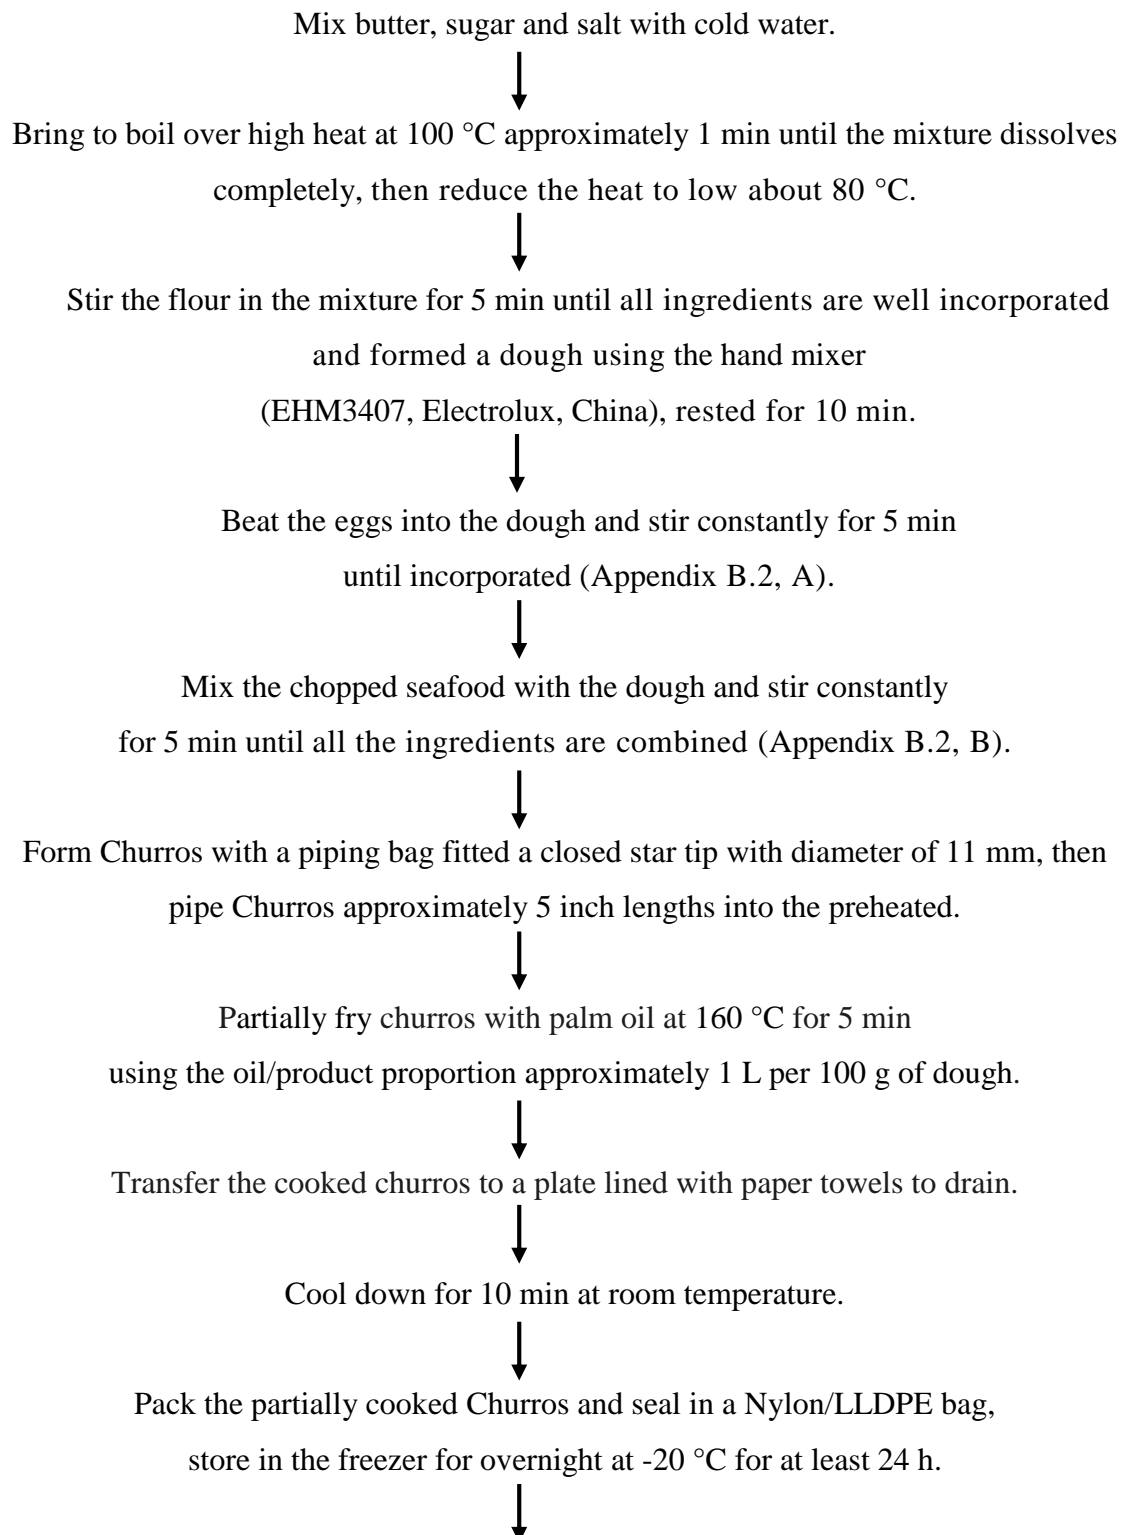 Mix butter, sugar and salt with cold water.
Bring to boil over high heat at 100 °C approximately 1 min until the mixture dissolves
completely, then reduce the heat to low about 80 °C.
Stir the flour in the mixture for 5 min until all ingredients are well incorporated
and formed a dough using the hand mixer
(EHM3407, Electrolux, China), rested for 10 min.
Beat the eggs into the dough and stir constantly for 5 min
until incorporated (Appendix B.2, A).
Mix the chopped seafood with the dough and stir constantly
for 5 min until all the ingredients are combined (Appendix B.2, B).
Form Churros with a piping bag fitted a closed star tip with diameter of 11 mm, then
pipe Churros approximately 5 inch lengths into the preheated.
Partially fry churros with palm oil at 160 °C for 5 min
using the oil/product proportion approximately 1 L per 100 g of dough.
Transfer the cooked churros to a plate lined with paper towels to drain.
Cool down for 10 min at room temperature.
Pack the partially cooked Churros and seal in a Nylon/LLDPE bag,
store in the freezer for overnight at -20 °C for at least 24 h.